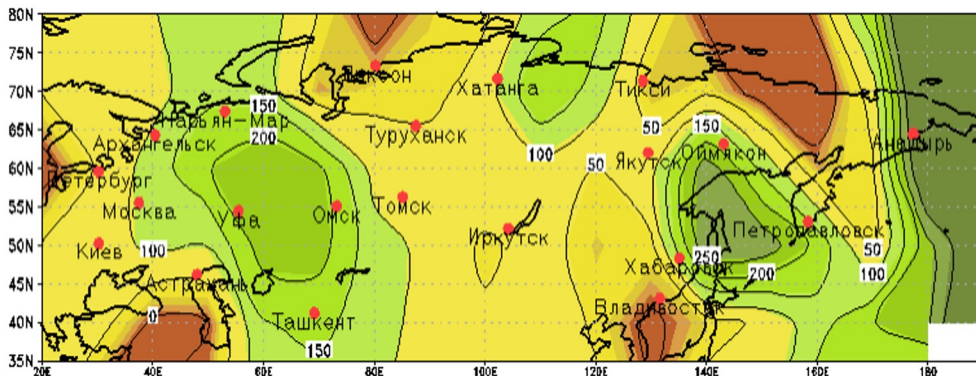 80N
75N
70N
65N
60N
55N
50N
45N
40N
35N
Диксон
Хатанга
Тикси
150
Нарьян-Мар
200
Туруханск
50
150
Архангельск
Анадырь
100
50
Якутск
Оймякон
Петербург
Москва
Уфа
Омск
Томск
Иркутск
Петропавловск
Киев
100
50
Хабаровск
250
200
100
Астрахань
Владивосток
0
Ташкент
150
20E
40E
60E
80E
100E
120E
140E
160E
180